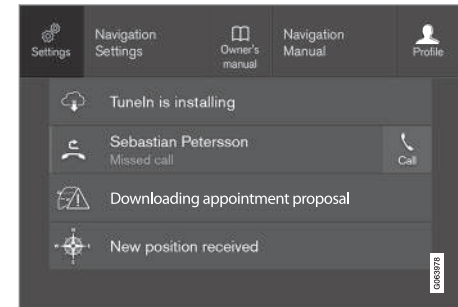 Settings
Navigation
Settings
Owner's
manual
Navigation
Manual
Profile
TuneIn is installing
Sebastian Petersson
Missed call
Call
Downloading appointment proposal
New position received
G063978